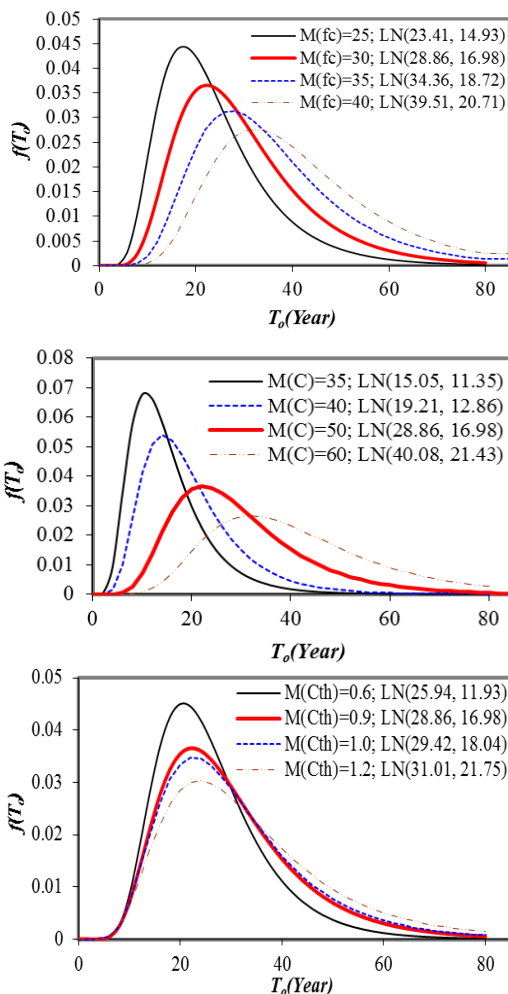 0.05
0.045
0.04
0.035
0.03
0.025
0.02
0.015
0.01
0.005
0
f(Tₒ)
M(fc)=25; LN(23.41, 14.93)
M(fc)=30; LN(28.86, 16.98)
M(fc)=35; LN(34.36, 18.72)
M(fc)=40; LN(39.51, 20.71)
0 20 40 60 80
Tₒ(Year)
0.08
0.07
0.06
0.05
0.04
0.03
0.02
0.01
0
f(Tₒ)
M(C)=35; LN(15.05, 11.35)
M(C)=40; LN(19.21, 12.86)
M(C)=50; LN(28.86, 16.98)
M(C)=60; LN(40.08, 21.43)
0 20 40 60 80
Tₒ(Year)
0.05
0.04
0.03
0.02
0.01
0
f(Tₒ)
M(Cth)=0.6; LN(25.94, 11.93)
M(Cth)=0.9; LN(28.86, 16.98)
M(Cth)=1.0; LN(29.42, 18.04)
M(Cth)=1.2; LN(31.01, 21.75)
0 20 40 60 80
Tₒ(Year)